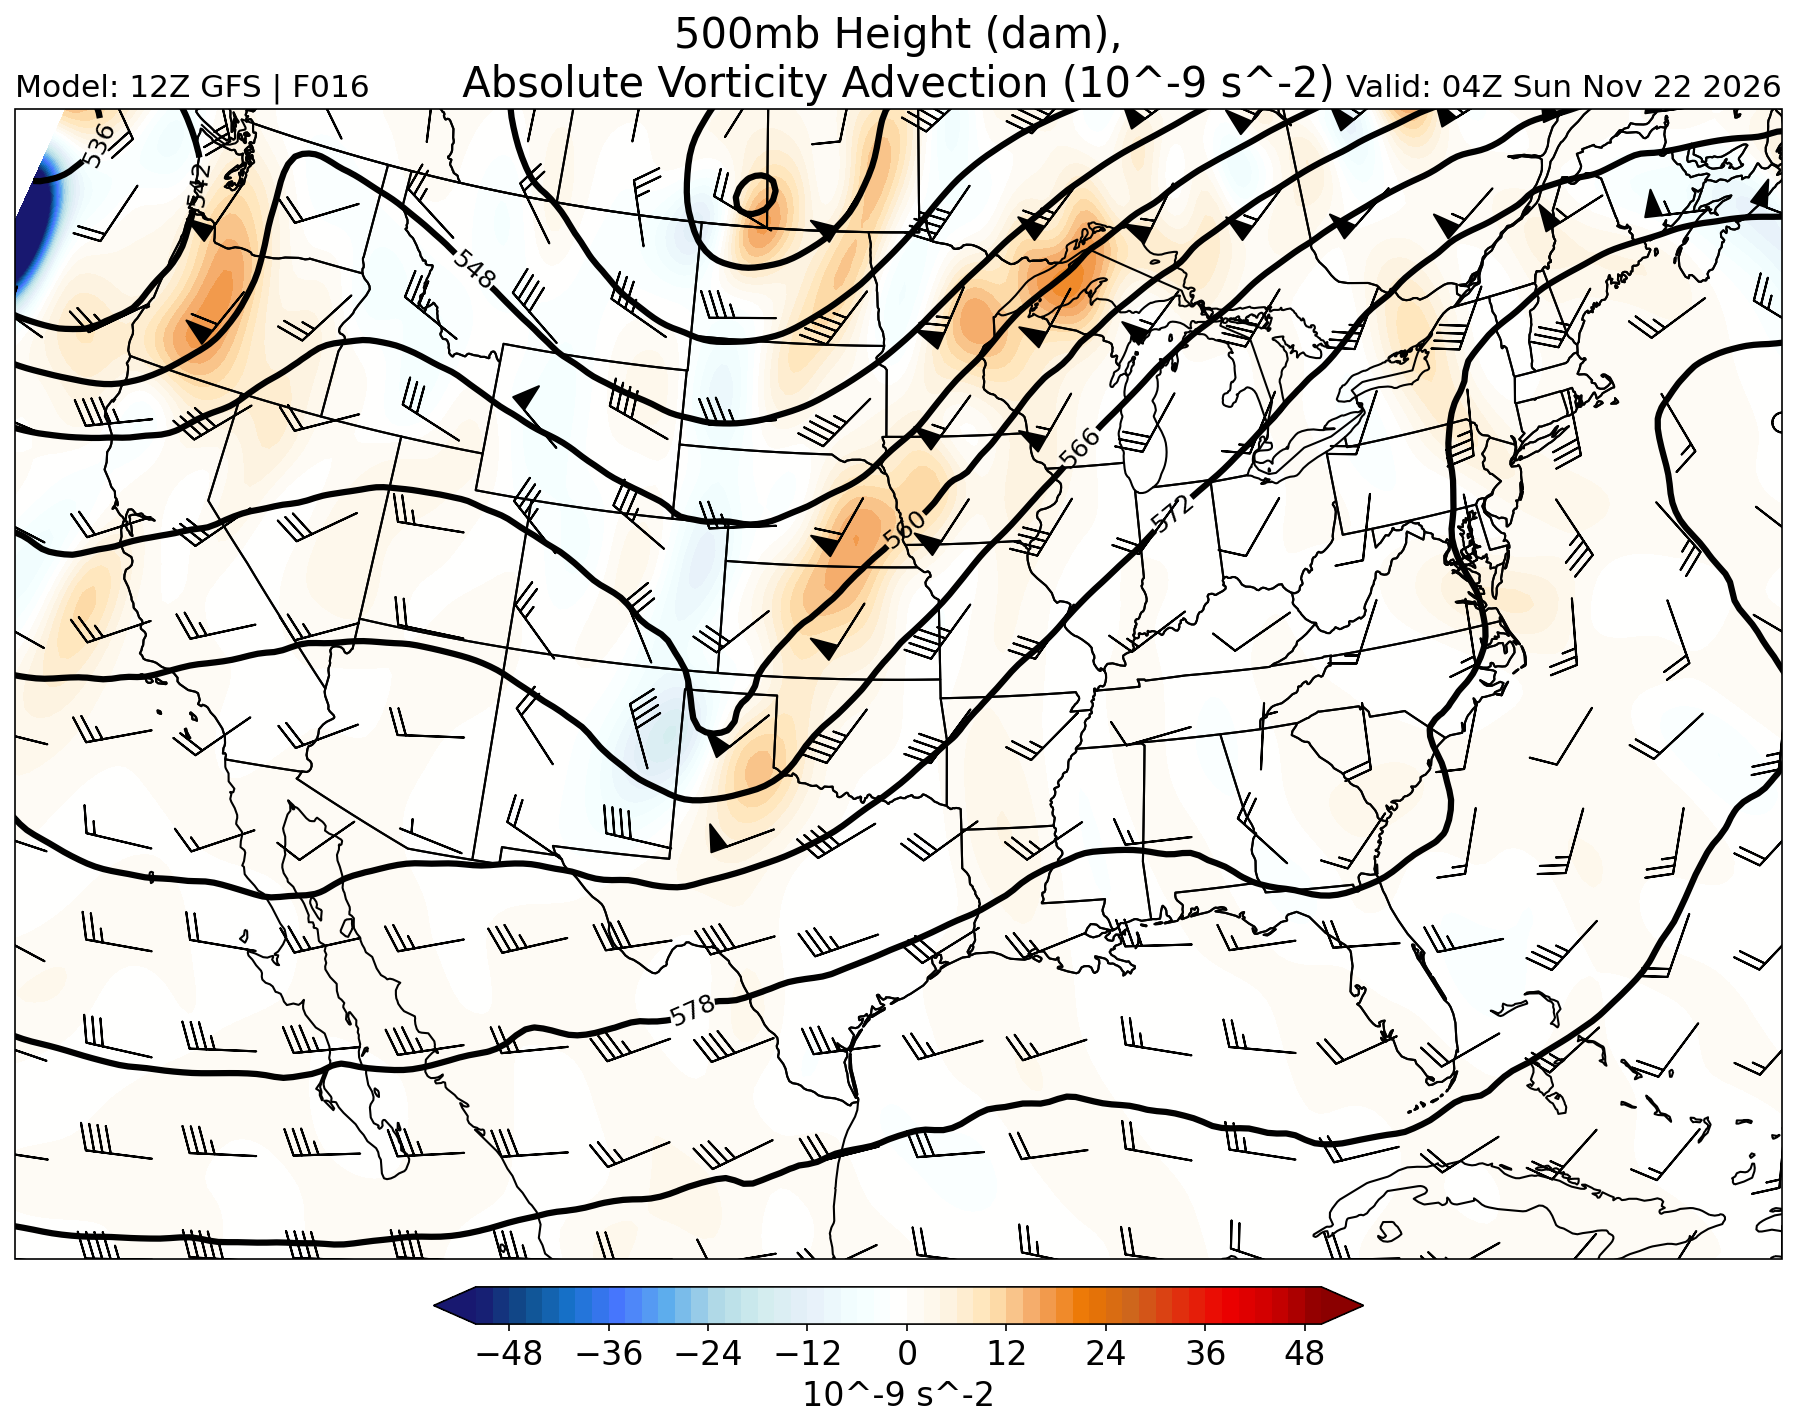 500mb Height (dam),
Model: 12Z GFS | F016
Absolute Vorticity Advection (10^-9 s^-2)
Valid: 04Z Sun Nov 22 2026
536
542
548
566
572
560
578
−48 −36 −24 −12 0 12 24 36 48
10^-9 s^-2